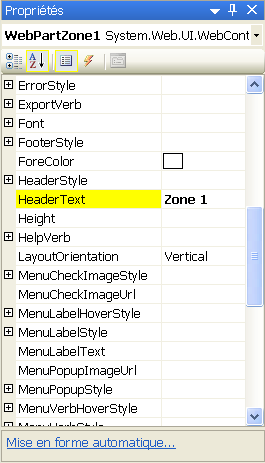 Propriétés
WebPartZone1 System.Web.UI.WebCont
ErrorStyle
ExportVerb
Font
FooterStyle
ForeColor
HeaderStyle
HeaderText Zone 1
Height
HelpVerb
LayoutOrientation Vertical
MenuCheckImageStyle
MenuCheckImageUrl
MenuLabelHoverStyle
MenuLabelStyle
MenuLabelText
MenuPopupImageUrl
MenuPopupStyle
MenuVerbHoverStyle
MenuVerbStyle
Mise en forme automatique...